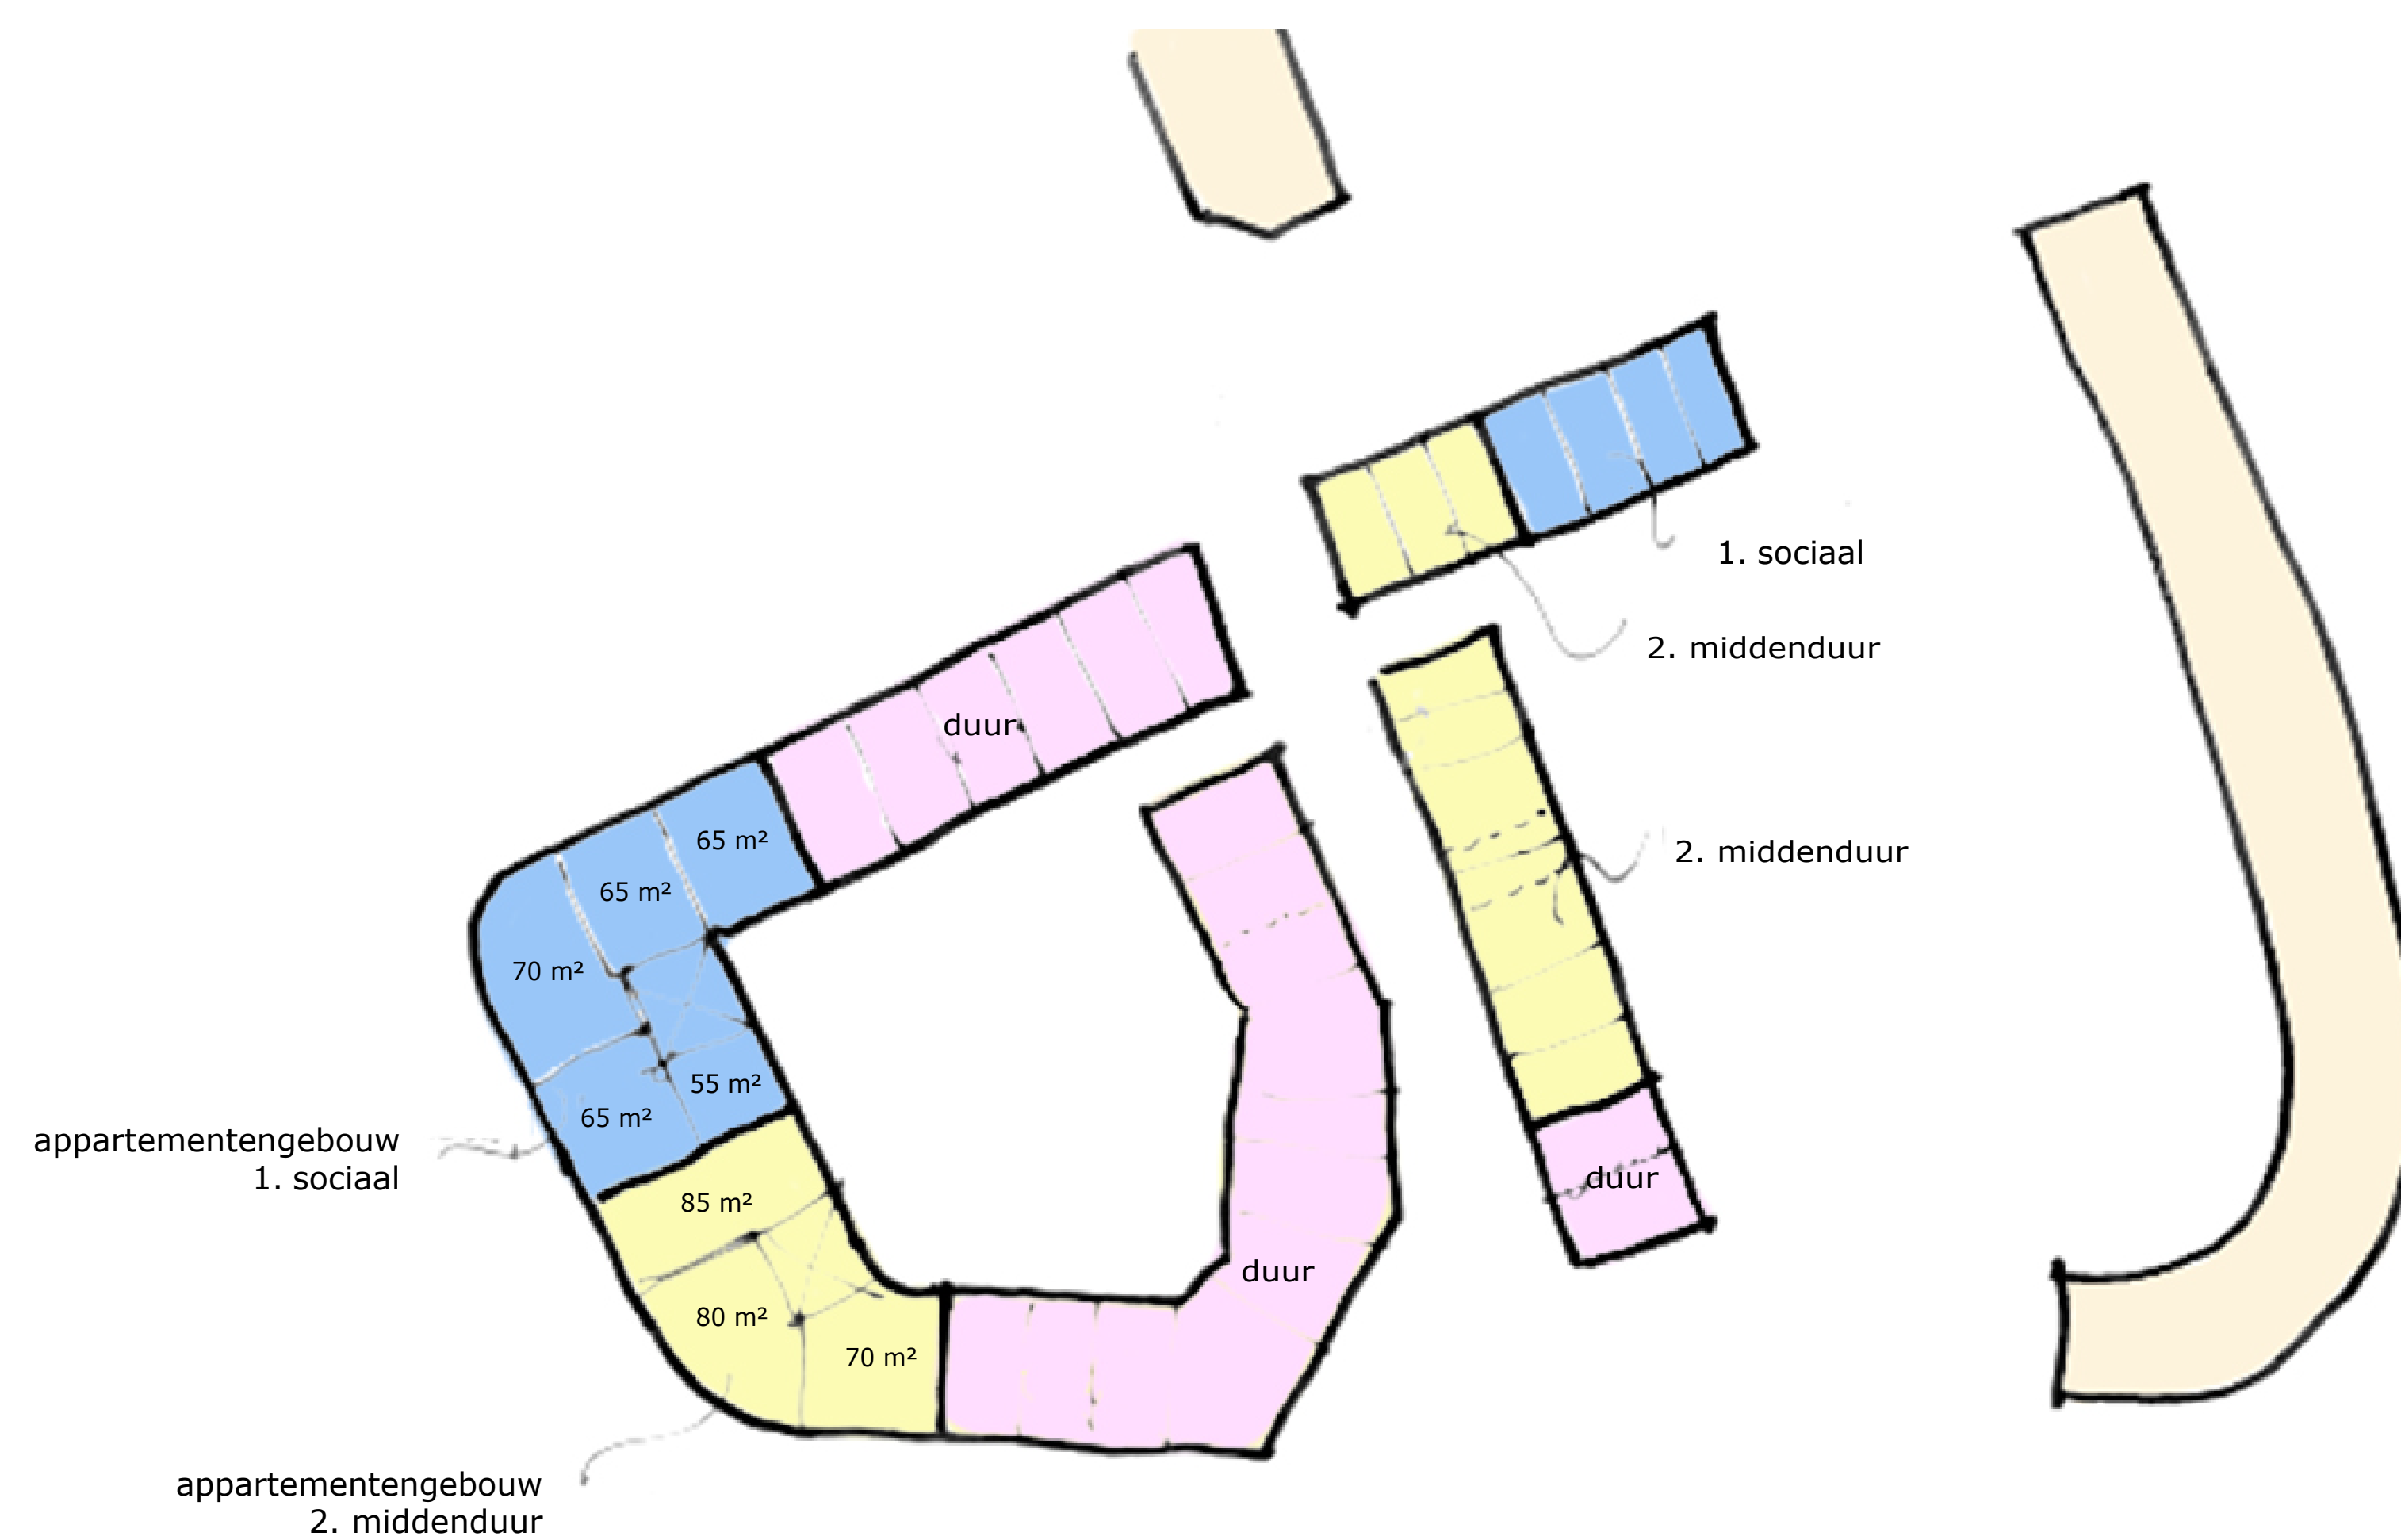 1. sociaal
2. middenduur
duur
65 m²
2. middenduur
65 m²
70 m²
55 m²
65 m²
appartementengebouw
1. sociaal
duur
85 m²
duur
80 m²
70 m²
appartementengebouw
2. middenduur